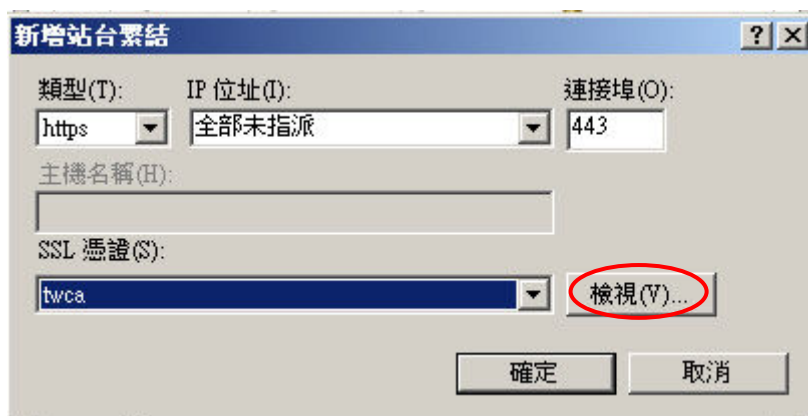 新增站台繫結
類型(T): IP 位址(I): 連接埠(O):
https 全部未指派 443
主機名稱(H):
SSL 憑證(S):
twca 檢視(V)...
確定 取消